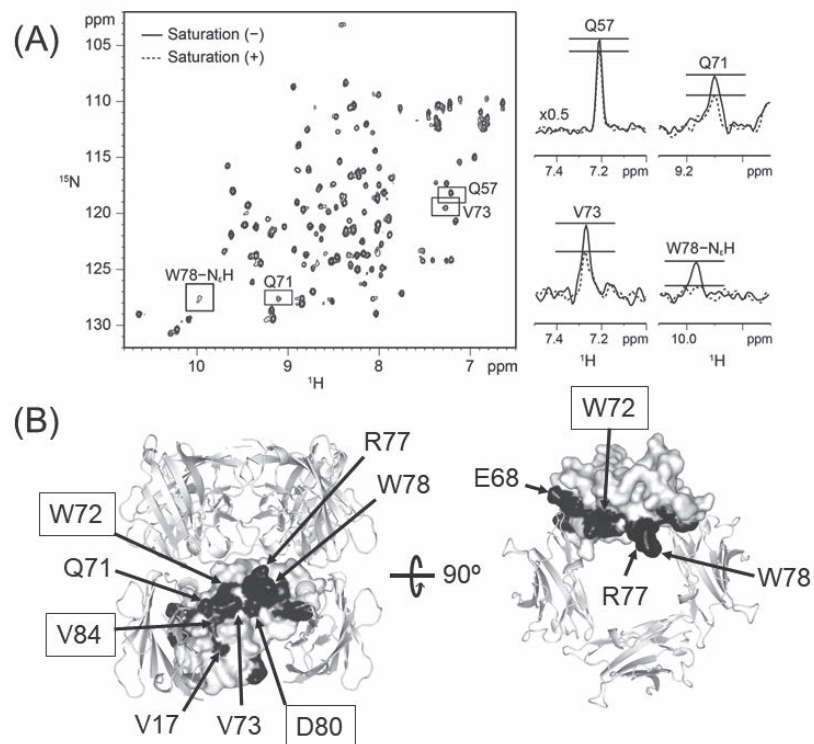 (A)
ppm
105
110
115
¹⁵N
120
125
130
Saturation (−)
Saturation (+)
Q57
V73
W78−NεH
Q71
10
9
8
7
ppm
¹H
Q57
x0.5
7.4
7.2
ppm
Q71
9.2
ppm
V73
7.4
7.2
ppm
¹H
W78−NεH
10.0
ppm
¹H
(B)
R77
W78
W72
Q71
V84
V17
V73
D80
90º
W72
E68
R77
W78